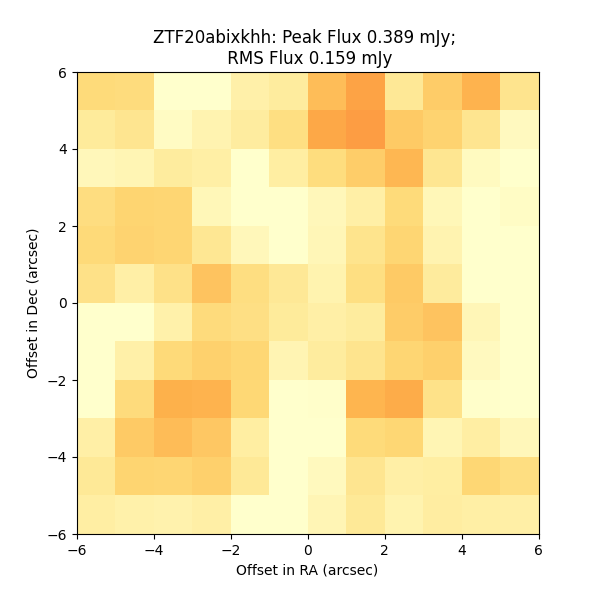 ZTF20abixkhh: Peak Flux 0.389 mJy;
RMS Flux 0.159 mJy
6
4
2
0
−2
−4
−6
Offset in Dec (arcsec)
−6 −4 −2 0 2 4 6
Offset in RA (arcsec)